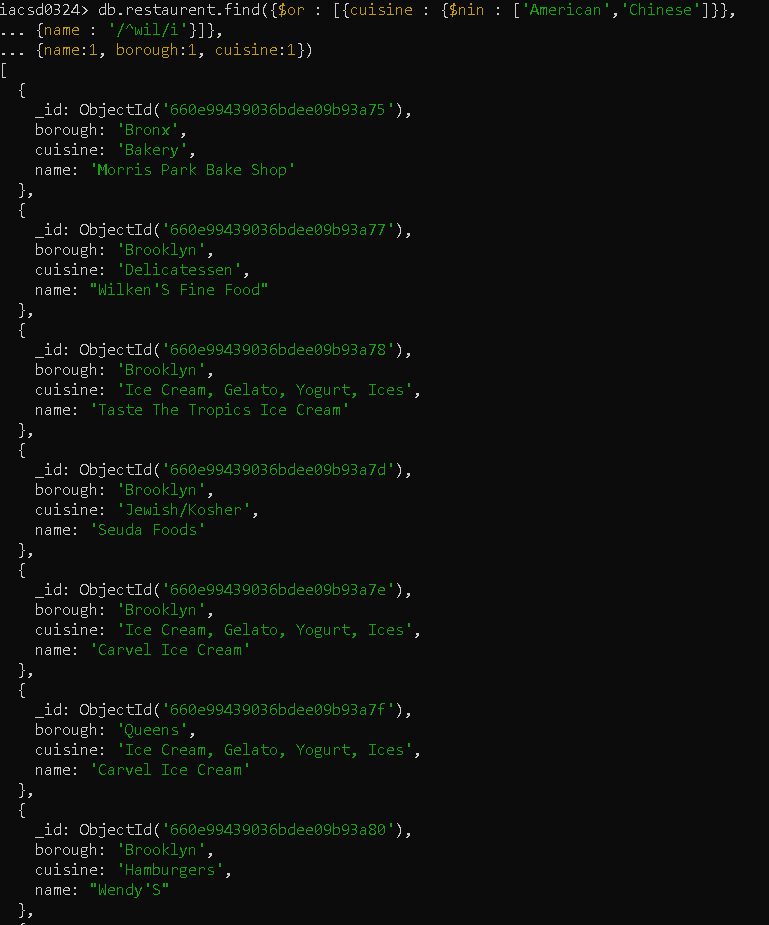 iacsd0324> db.restaurent.find({$or : [{cuisine : {$nin : ['American','Chinese']}},
... {name : '/^wil/i'}]},
... {name:1, borough:1, cuisine:1})
[
  {
    _id: ObjectId('660e99439036bdee09b93a75'),
    borough: 'Bronx',
    cuisine: 'Bakery',
    name: 'Morris Park Bake Shop'
  },
  {
    _id: ObjectId('660e99439036bdee09b93a77'),
    borough: 'Brooklyn',
    cuisine: 'Delicatessen',
    name: "Wilken'S Fine Food"
  },
  {
    _id: ObjectId('660e99439036bdee09b93a78'),
    borough: 'Brooklyn',
    cuisine: 'Ice Cream, Gelato, Yogurt, Ices',
    name: 'Taste The Tropics Ice Cream'
  },
  {
    _id: ObjectId('660e99439036bdee09b93a7d'),
    borough: 'Brooklyn',
    cuisine: 'Jewish/Kosher',
    name: 'Seuda Foods'
  },
  {
    _id: ObjectId('660e99439036bdee09b93a7e'),
    borough: 'Brooklyn',
    cuisine: 'Ice Cream, Gelato, Yogurt, Ices',
    name: 'Carvel Ice Cream'
  },
  {
    _id: ObjectId('660e99439036bdee09b93a7f'),
    borough: 'Queens',
    cuisine: 'Ice Cream, Gelato, Yogurt, Ices',
    name: 'Carvel Ice Cream'
  },
  {
    _id: ObjectId('660e99439036bdee09b93a80'),
    borough: 'Brooklyn',
    cuisine: 'Hamburgers',
    name: "Wendy'S"
  },